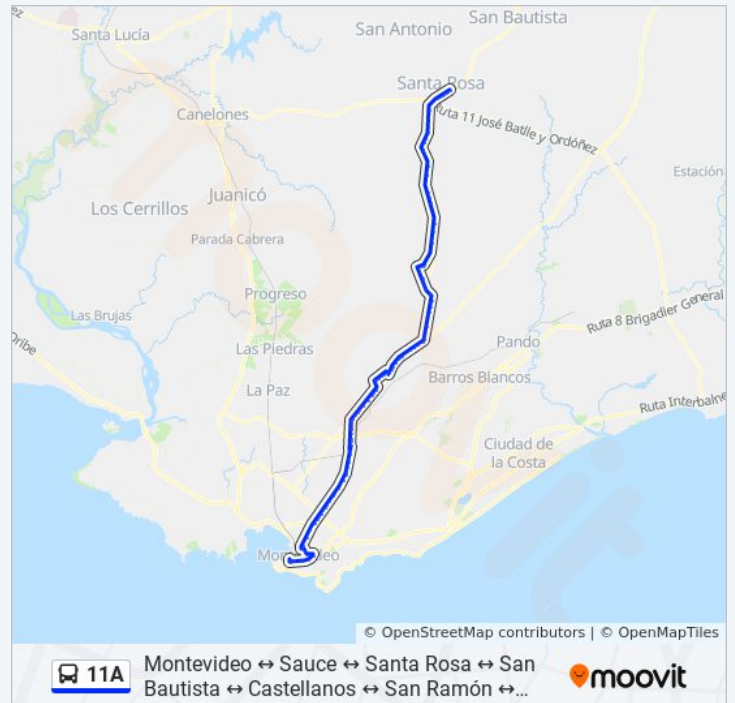 San Bautista
San Antonio
Santa Lucía
Santa Rosa
Canelones
Ruta 11 José Batlle y Ordóñez
Estación
Juanicó
Los Cerrillos
Parada Cabrera
Progreso
Las Brujas
Ruta 8 Brigadier General
Oribe
Pando
Las Piedras
Barros Blancos
La Paz
Ruta Interbalne
Ciudad de
la Costa
© OpenStreetMap contributors | © OpenMapTiles
11A
Montevideo ↔ Sauce ↔ Santa Rosa ↔ San
Bautista ↔ Castellanos ↔ San Ramón ↔...
moovit